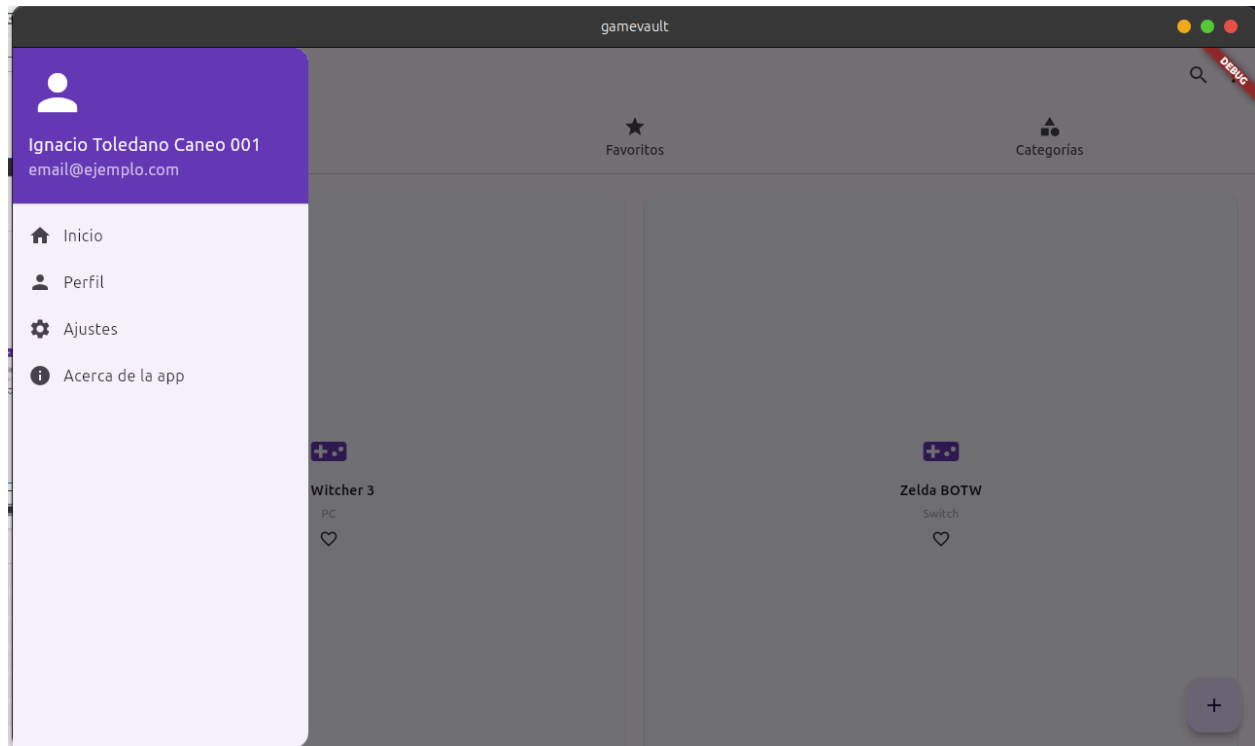 gamevault
DEBUG
Ignacio Toledano Caneo 001
email@ejemplo.com
Favoritos
Categorías
Inicio
Perfil
Ajustes
Acerca de la app
Witcher 3
PC
Zelda BOTW
Switch